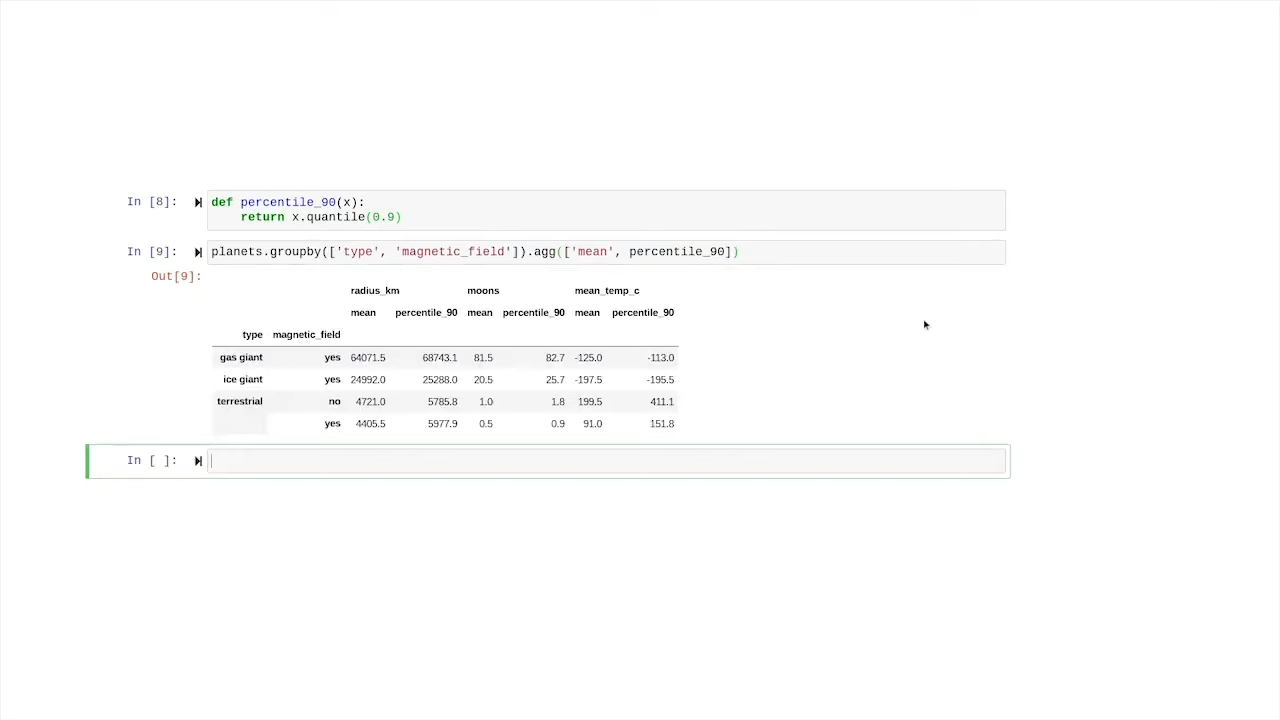 In [8]: def percentile_90(x):
return x.quantile(0.9)
In [9]: planets.groupby(['type', 'magnetic_field']).agg(['mean', percentile_90])
Out[9]:
radius_km moons mean_temp_c
mean percentile_90 mean percentile_90 mean percentile_90
type magnetic_field
gas giant yes 64071.5 68743.1 81.5 82.7 -125.0 -113.0
ice giant yes 24992.0 25288.0 20.5 25.7 -197.5 -195.5
terrestrial no 4721.0 5785.8 1.0 1.8 199.5 411.1
yes 4405.5 5977.9 0.5 0.9 91.0 151.8
In [ ]: